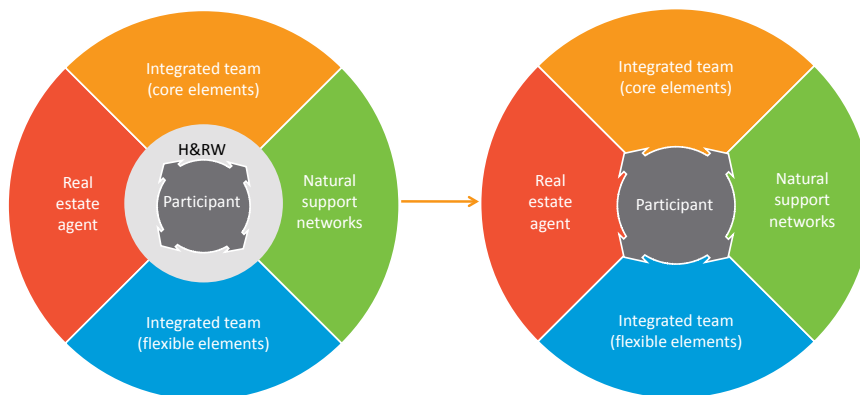 Integrated team
(core elements)
H&RW
Real
estate
agent
Participant
Natural
support
networks
Integrated team
(flexible elements)
Integrated team
(core elements)
Real
estate
agent
Participant
Natural
support
networks
Integrated team
(flexible elements)